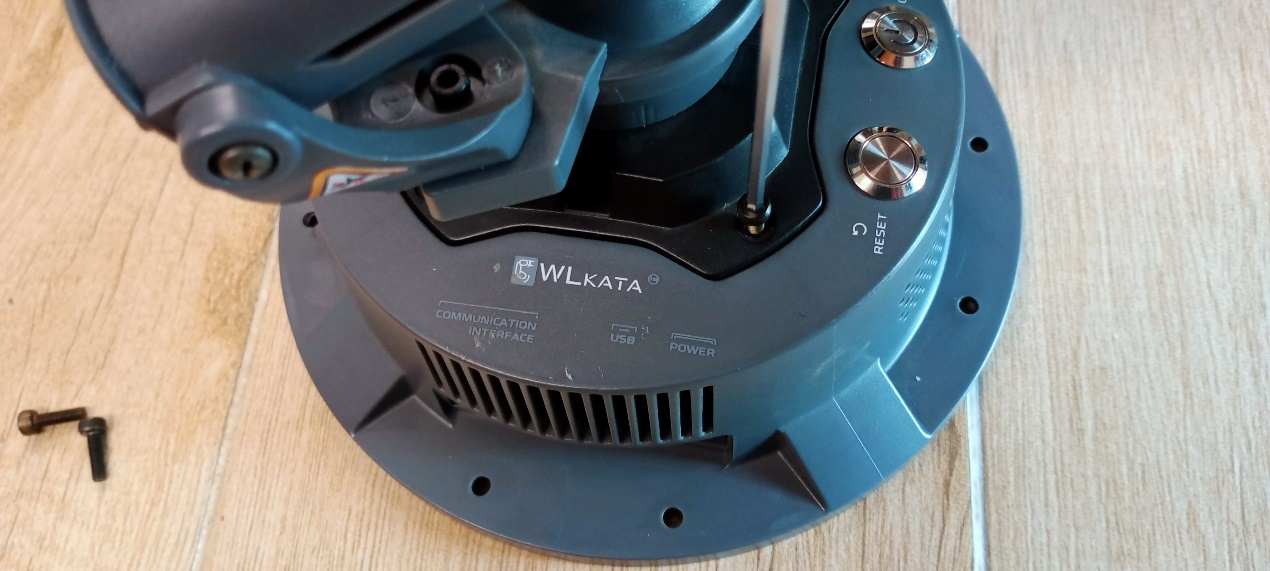 RESET
WLKATA
COMMUNICATION
INTERFACE
USB
POWER